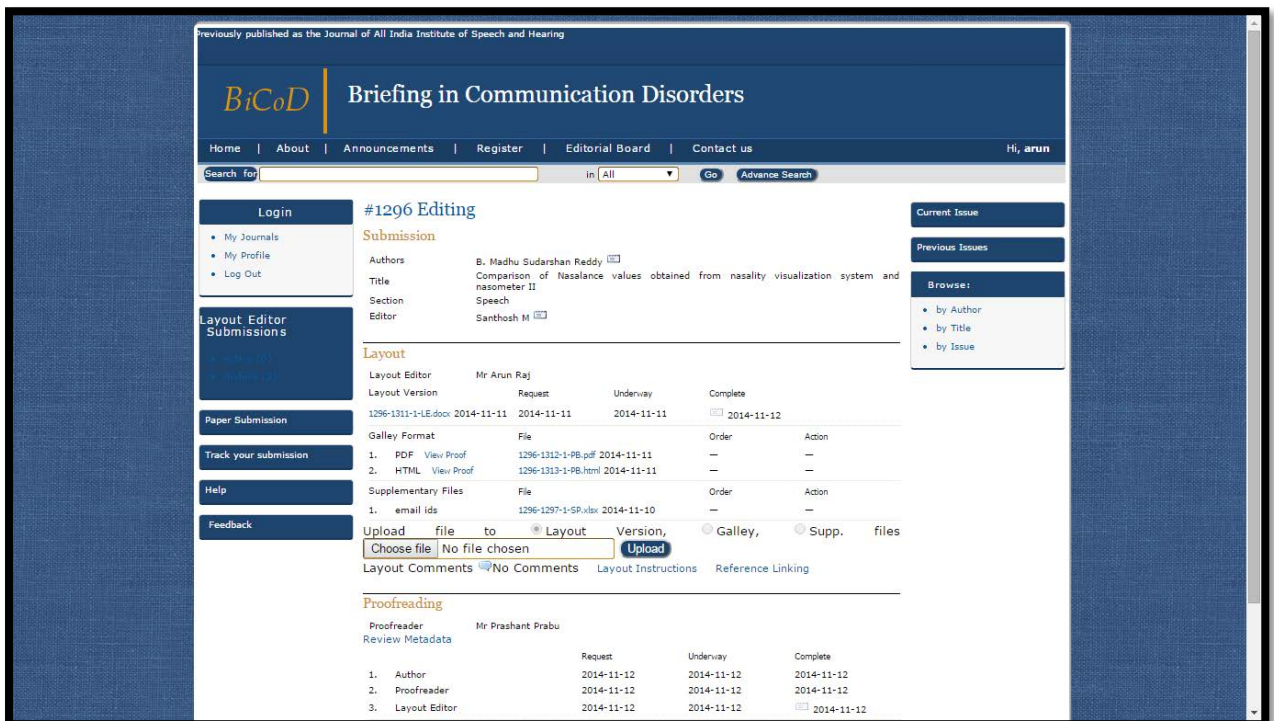 Previously published as the Journal of All India Institute of Speech and Hearing
BiCoD
Briefing in Communication Disorders
Home | About | Announcements | Register | Editorial Board | Contact us
Hi, arun
Search for in All Go Advance Search
Login
• My Journals
• My Profile
• Log Out
Layout Editor
Submissions
Paper Submission
Track your submission
Help
Feedback
#1296 Editing
Submission
Authors B. Madhu Sudarshan Reddy
Title Comparison of Nasalance values obtained from nasality visualization system and
nasometer II
Section Speech
Editor Santhosh M
Layout
Layout Editor Mr Arun Raj
Layout Version Request Underway Complete
1296-1311-1-LE.docx 2014-11-11 2014-11-11 2014-11-11 2014-11-12
Galley Format File Order Action
1. PDF View Proof 1296-1312-1-PB.pdf 2014-11-11 — —
2. HTML View Proof 1296-1313-1-PB.html 2014-11-11 — —
Supplementary Files File Order Action
1. email ids 1296-1297-1-SP.xlsx 2014-11-10 — —
Upload file to Layout Version, Galley, Supp. files
Choose file No file chosen Upload
Layout Comments No Comments Layout Instructions Reference Linking
Proofreading
Proofreader Mr Prashant Prabu
Review Metadata
Request Underway Complete
1. Author 2014-11-12 2014-11-12 2014-11-12
2. Proofreader 2014-11-12 2014-11-12 2014-11-12
3. Layout Editor 2014-11-12 2014-11-12 2014-11-12
Current Issue
Previous Issues
Browse:
• by Author
• by Title
• by Issue